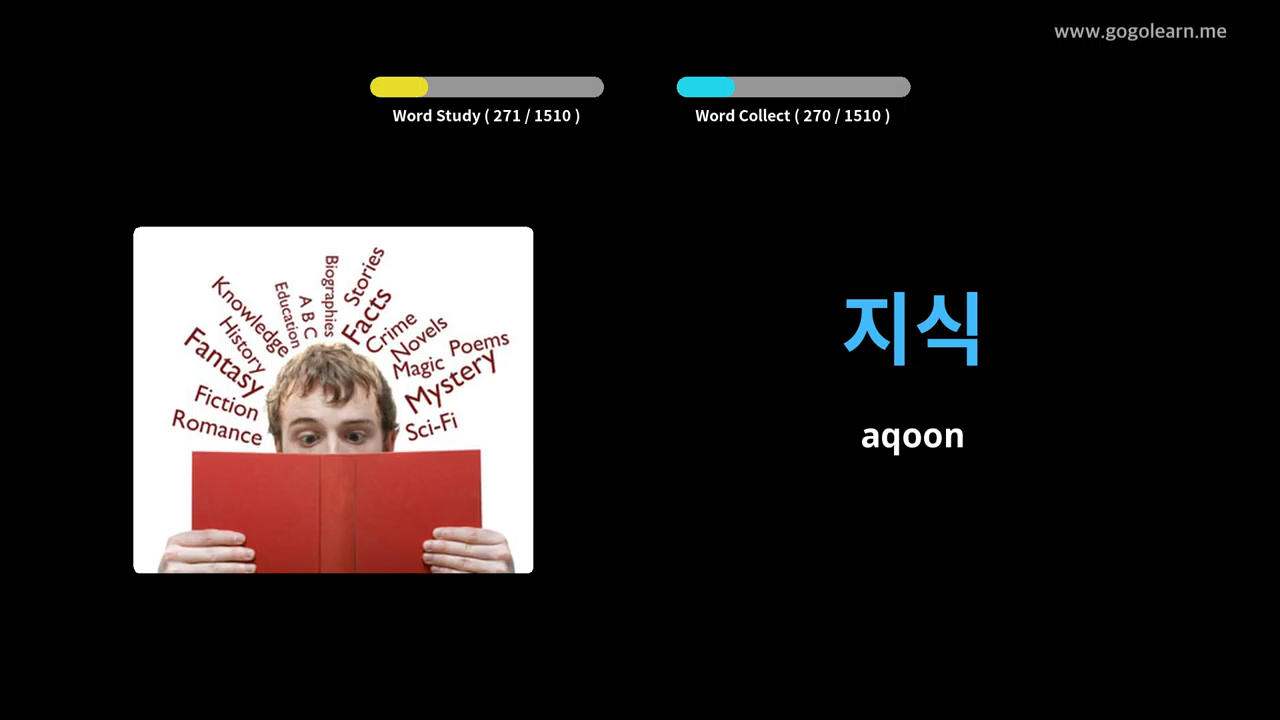 www.gogolearn.me
Word Study ( 271 / 1510 )
Word Collect ( 270 / 1510 )
Knowledge
History
Fantasy
Fiction
Romance
Education
A B C
Biographies
Stories
Facts
Crime
Novels
Magic
Poems
Mystery
Sci-Fi
지식
aqoon